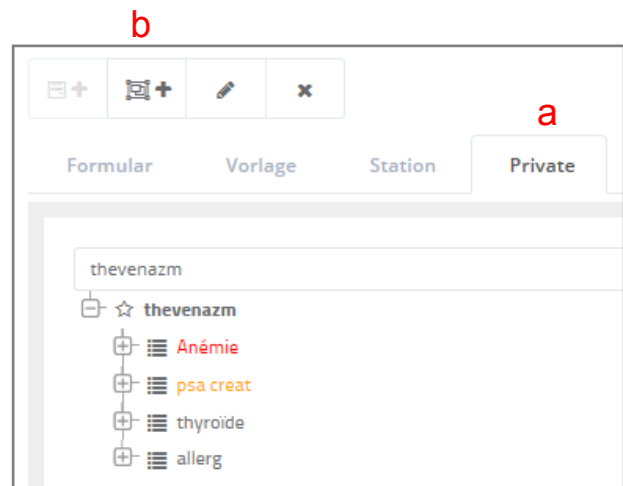 b
a
Formular Vorlage Station Private
thevenazm
thevenazm
Anémie
psa creat
thyroïde
allerg